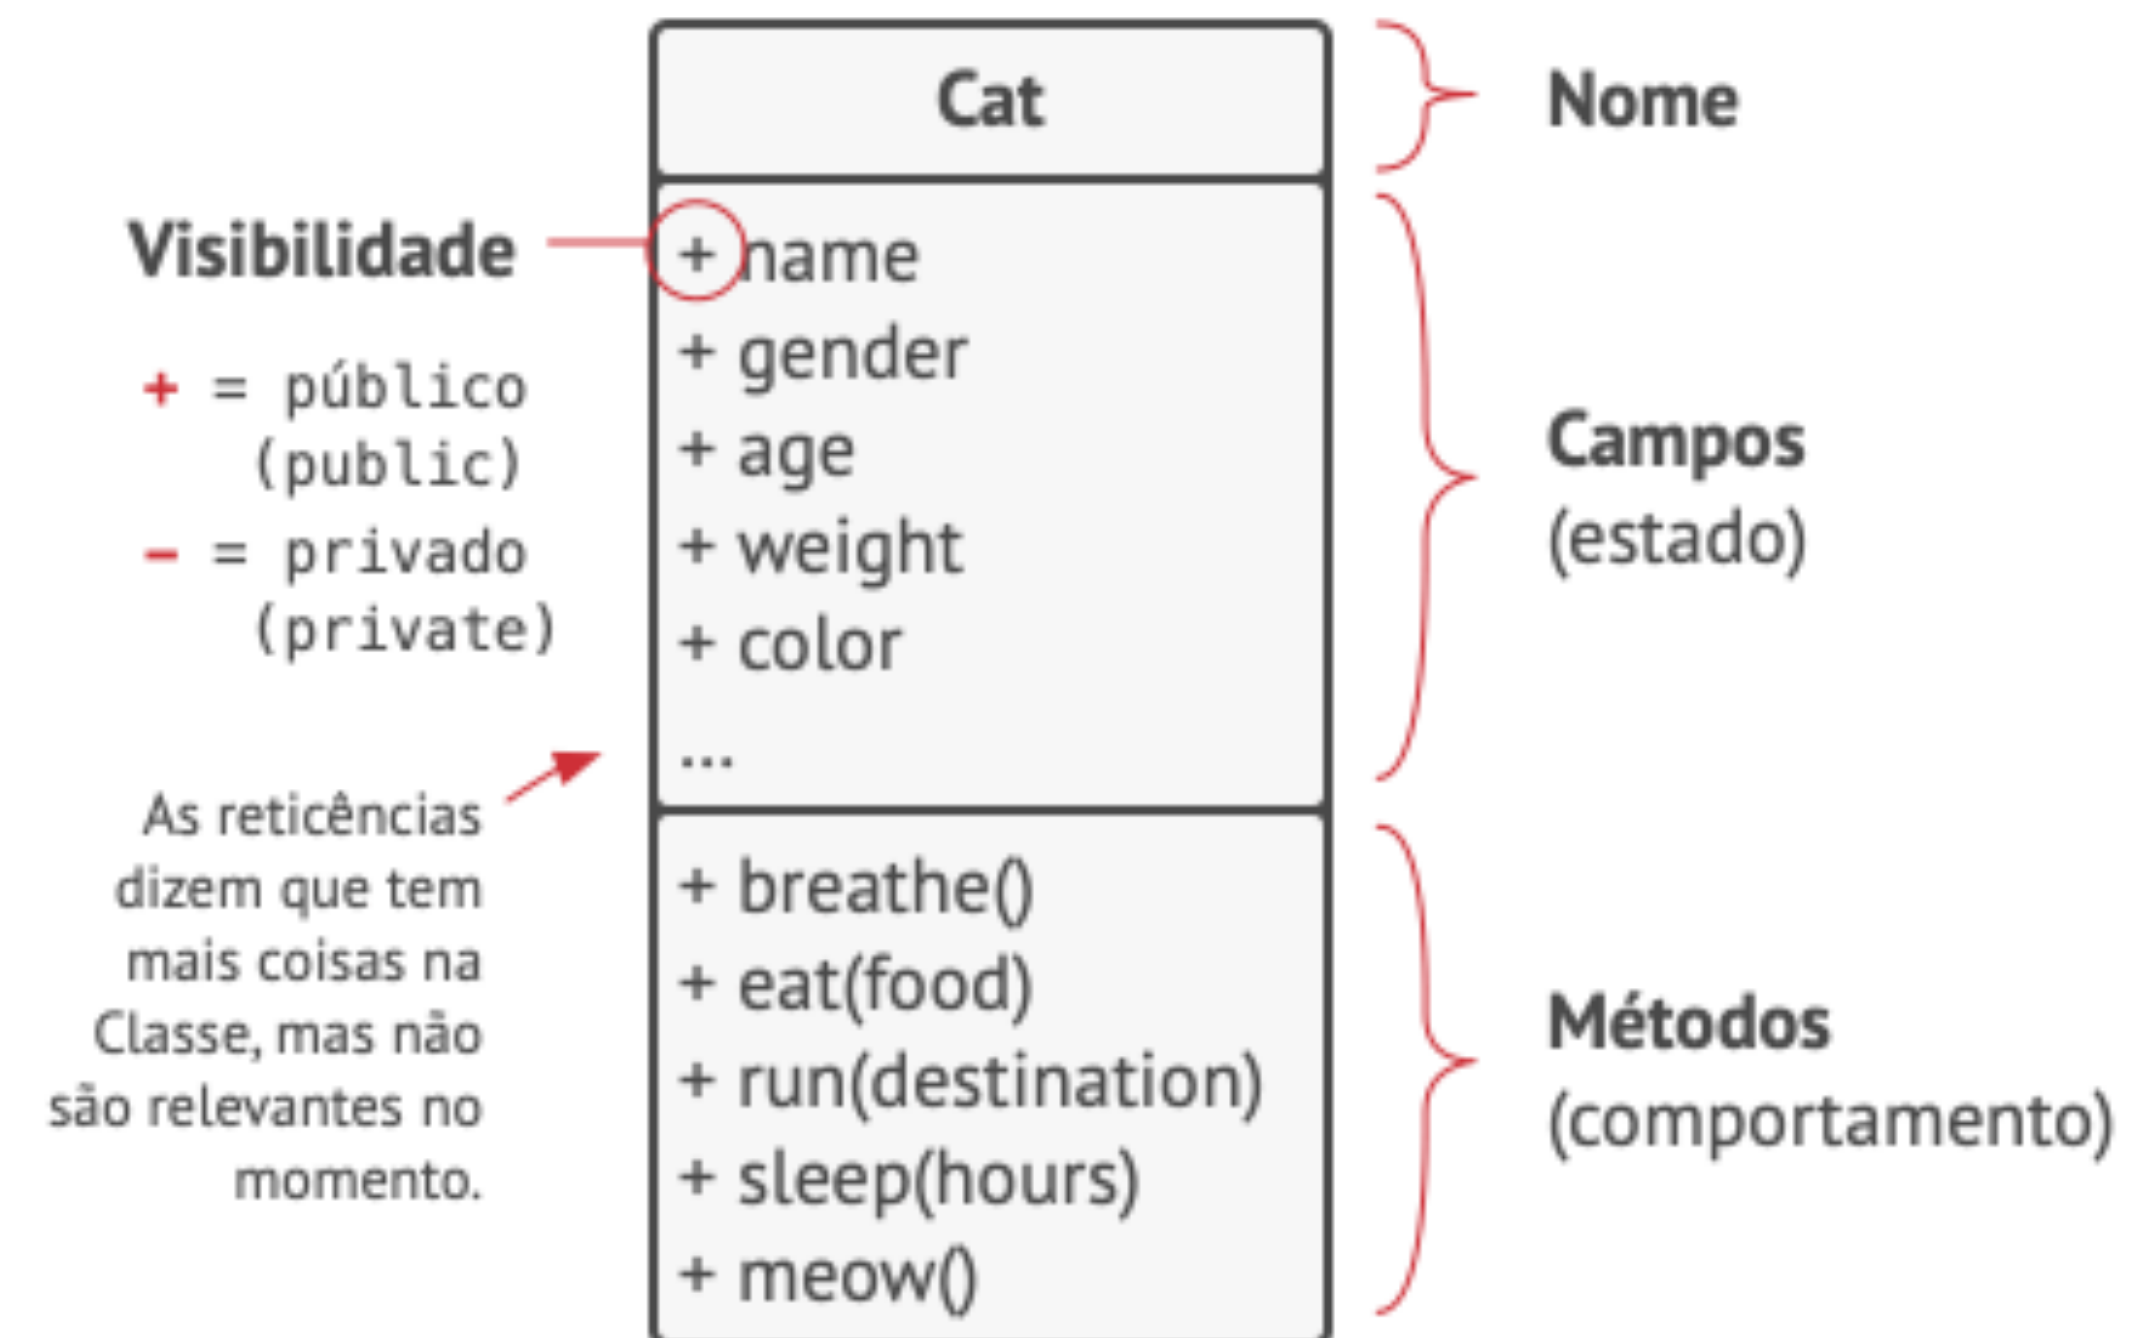 Cat
Nome
Visibilidade
+ = público
(public)
- = privado
(private)
As reticências
dizem que tem
mais coisas na
Classe, mas não
são relevantes no
momento.
+ name
+ gender
+ age
+ weight
+ color
...
Campos
(estado)
+ breathe()
+ eat(food)
+ run(destination)
+ sleep(hours)
+ meow()
Métodos
(comportamento)